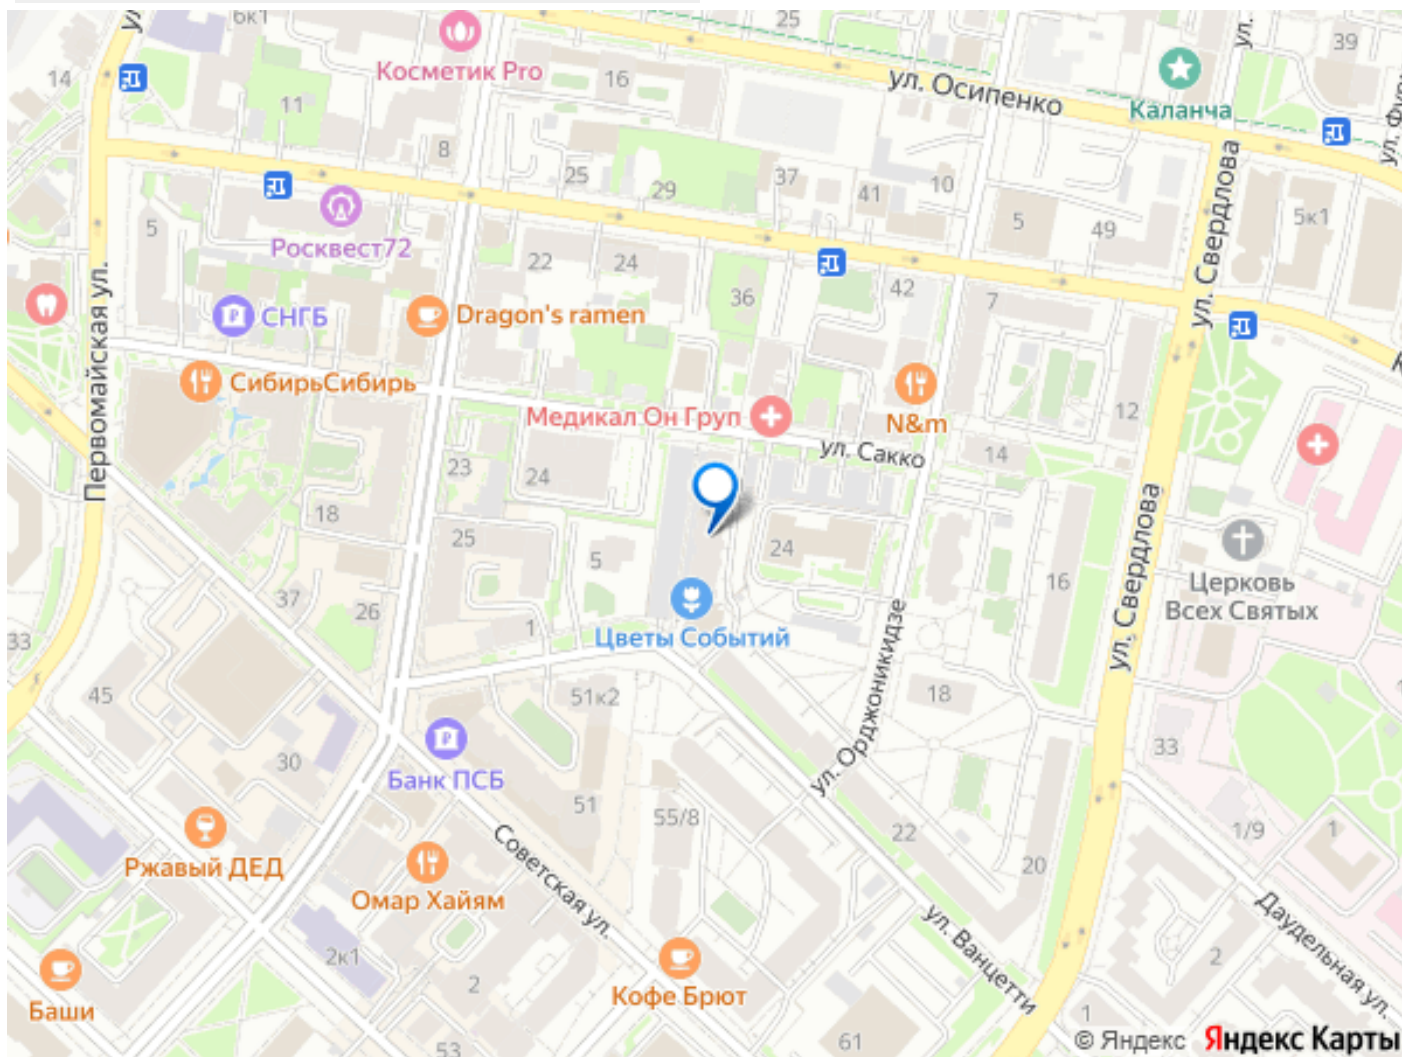 ул.
6к1
25
ул.
39
14
Косметик Pro
16
ул. Осипенко
Каланча
11
8
25
29
37
41
10
5
49
5к1
5
Росквест72
22
24
36
42
7
ул. Свердлова
Первомайская ул.
СНГБ
Dragon's ramen
СибирьСибирь
Медикал Он Груп
N&m
12
ул. Сакко
14
23
24
18
25
5
24
16
ул. Свердлова
Церковь
Всех Святых
37
26
1
Цветы Событий
33
45
51к2
18
ул. Орджоникидзе
33
30
Банк ПСБ
51
55/8
22
1/9
1
Ржавый ДЕД
Советская ул.
20
Омар Хайям
ул. Ванцетти
Даудельная ул.
2к1
2
2
Баши
Кофе Брют
53
61
1
© Яндекс Яндекс Карты